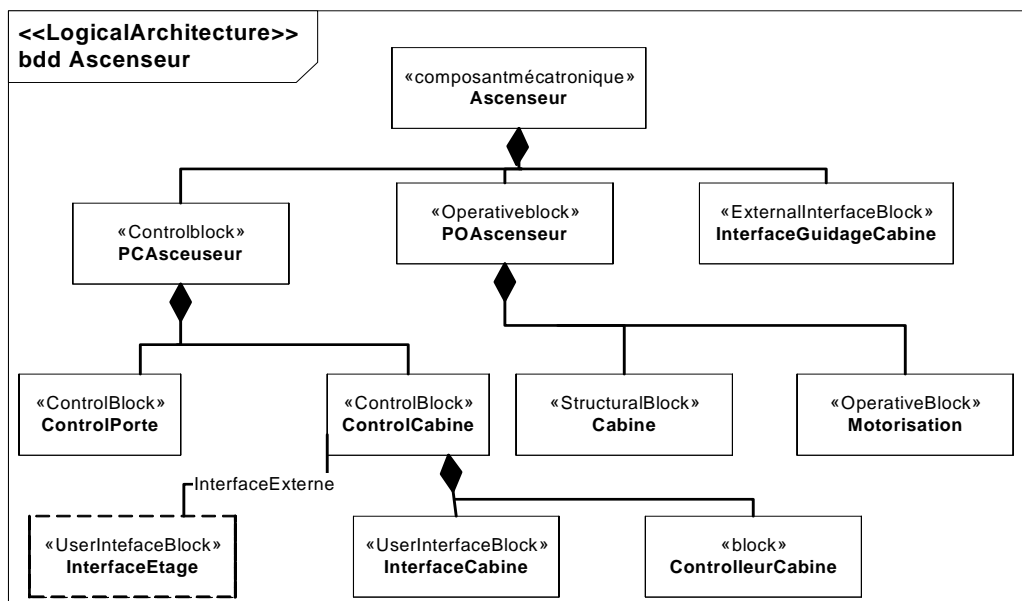 <<LogicalArchitecture>>
bdd Ascenseur
«composantmécatronique»
Ascenseur
«Controlblock»
PCAsceuseur
«Operativeblock»
POAscenseur
«ExternalInterfaceBlock»
InterfaceGuidageCabine
«ControlBlock»
ControlPorte
«ControlBlock»
ControlCabine
«StructuralBlock»
Cabine
«OperativeBlock»
Motorisation
InterfaceExterne
«UserIntefaceBlock»
InterfaceEtage
«UserInterfaceBlock»
InterfaceCabine
«block»
ControlleurCabine